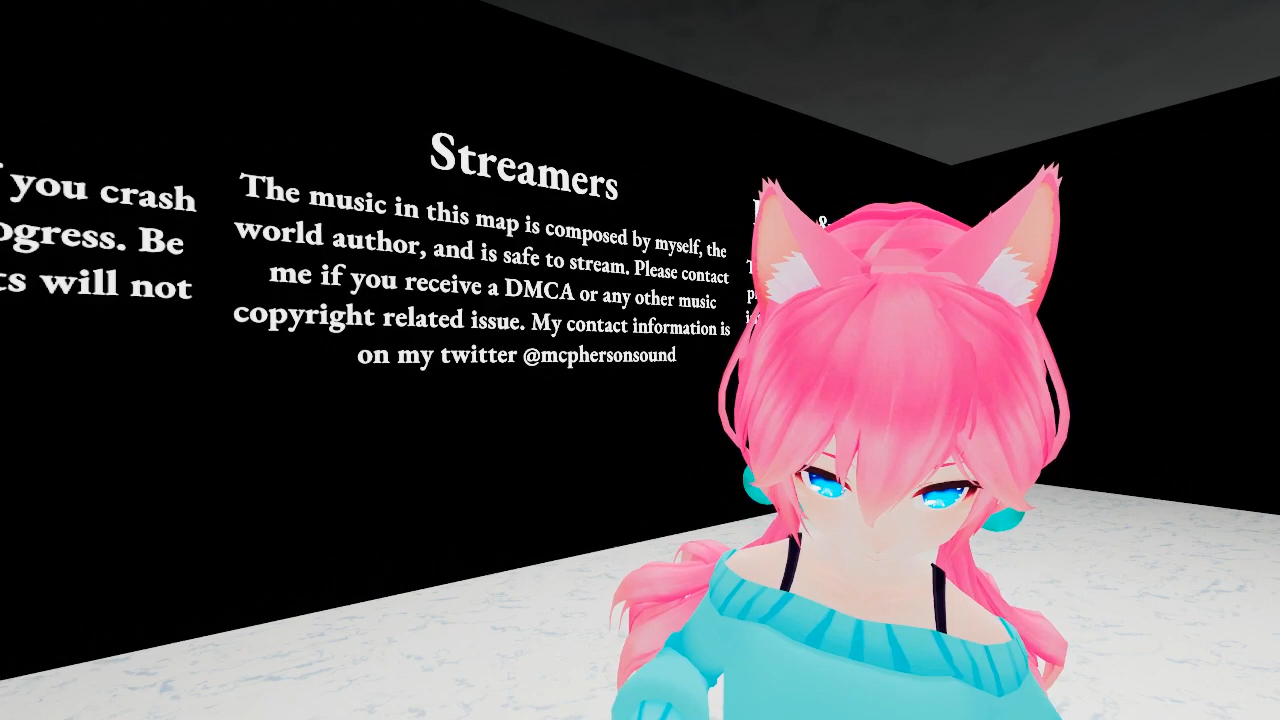 you crash
ogress. Be
ts will not
Streamers
The music in this map is composed by myself, the
world author, and is safe to stream. Please contact
me if you receive a DMCA or any other music
copyright related issue. My contact information is
on my twitter @mcphersonsound
&